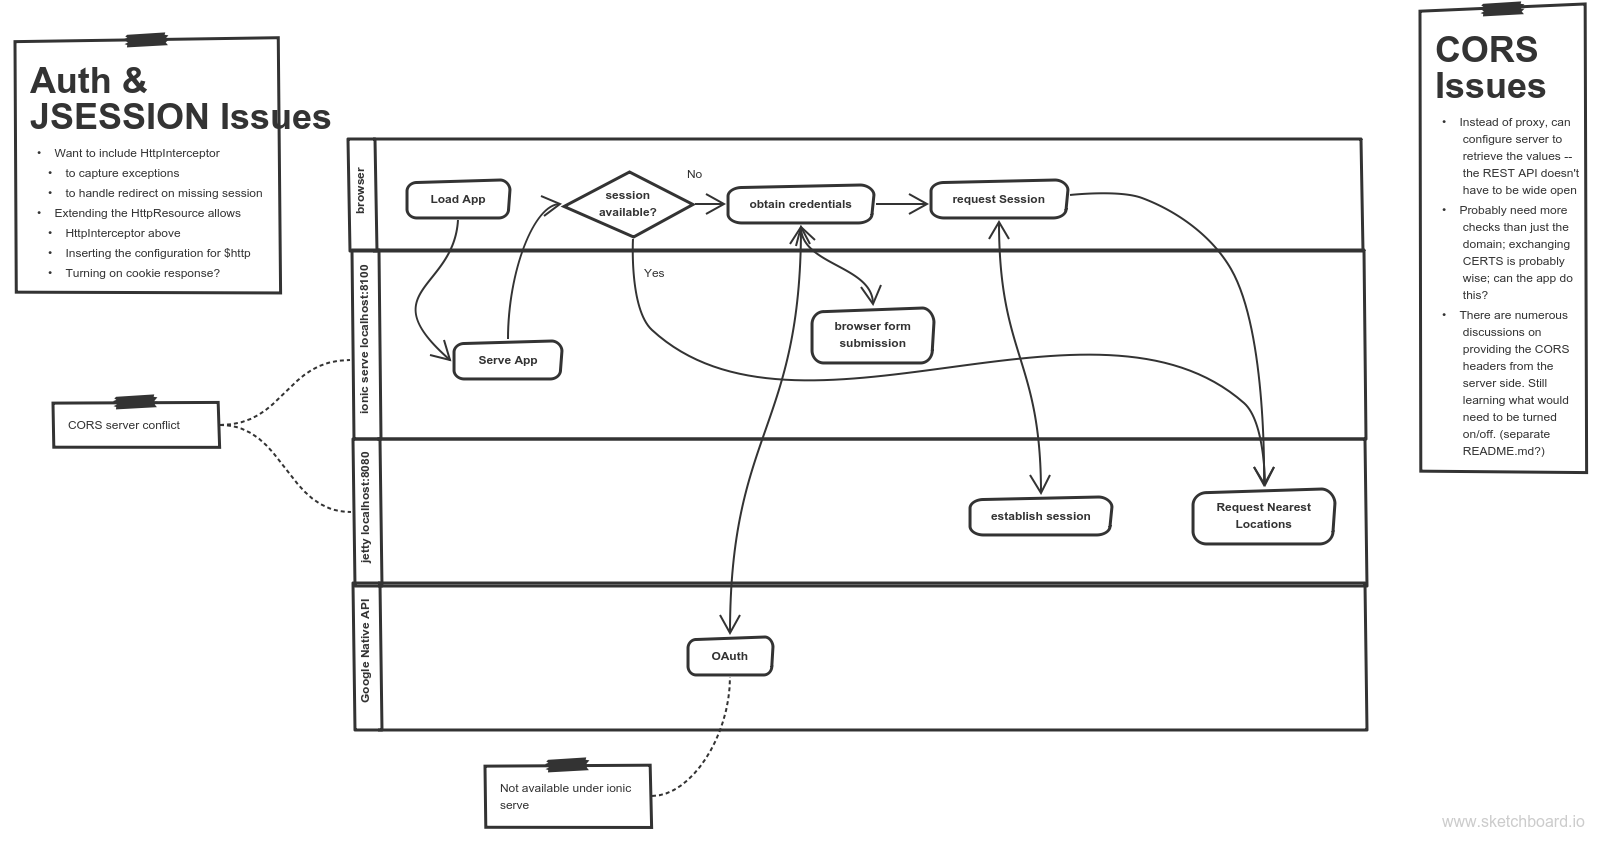 Auth &
JSESSION Issues
• Want to include HttpInterceptor
• to capture exceptions
• to handle redirect on missing session
• Extending the HttpResource allows
• HttpInterceptor above
• Inserting the configuration for $http
• Turning on cookie response?
CORS
Issues
• Instead of proxy, can
configure server to
retrieve the values --
the REST API doesn't
have to be wide open
• Probably need more
checks than just the
domain; exchanging
CERTS is probably
wise; can the app do
this?
• There are numerous
discussions on
providing the CORS
headers from the
server side. Still
learning what would
need to be turned
on/off. (separate
README.md?)
browser
Load App
session
available?
No
Yes
obtain credentials
request Session
ionic serve localhost:8100
Serve App
browser form
submission
CORS server conflict
jetty localhost:8080
establish session
Request Nearest
Locations
Google Native API
OAuth
Not available under ionic
serve
www.sketchboard.io